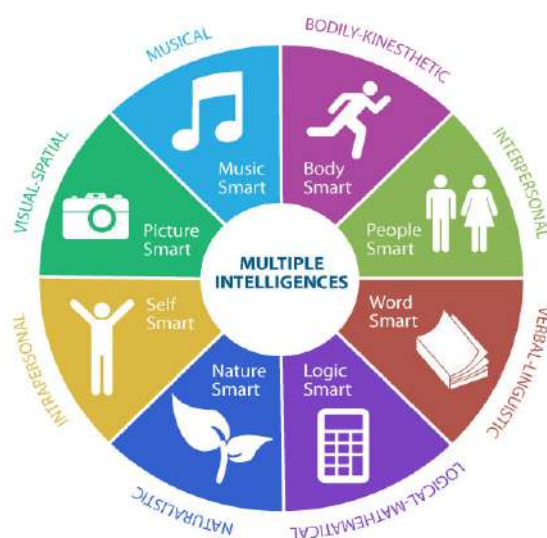 MUSICAL
BODILY-KINESTHETIC
INTERPERSONAL
VERBAL-LINGUISTIC
LOGICAL-MATHEMATICAL
NATURALISTIC
INTRAPERSONAL
VISUAL-SPATIAL
Music
Smart
Body
Smart
People
Smart
Word
Smart
Logic
Smart
Nature
Smart
Self
Smart
Picture
Smart
MULTIPLE
INTELLIGENCES